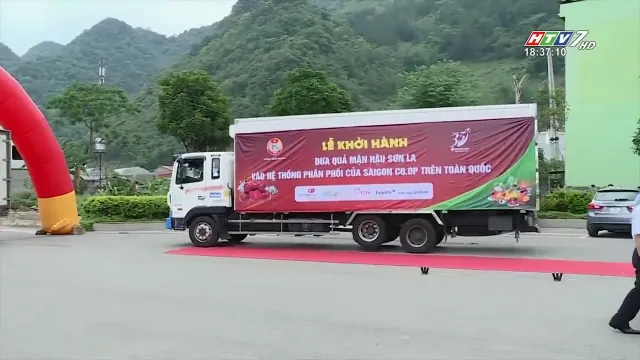 HTV7 HD
18:37:10
LỄ KHỞI HÀNH
ĐƯA QUẢ MẬN HẬU SƠN LA
VÀO HỆ THỐNG PHÂN PHỐI CỦA SAIGON CO.OP TRÊN TOÀN QUỐC
35